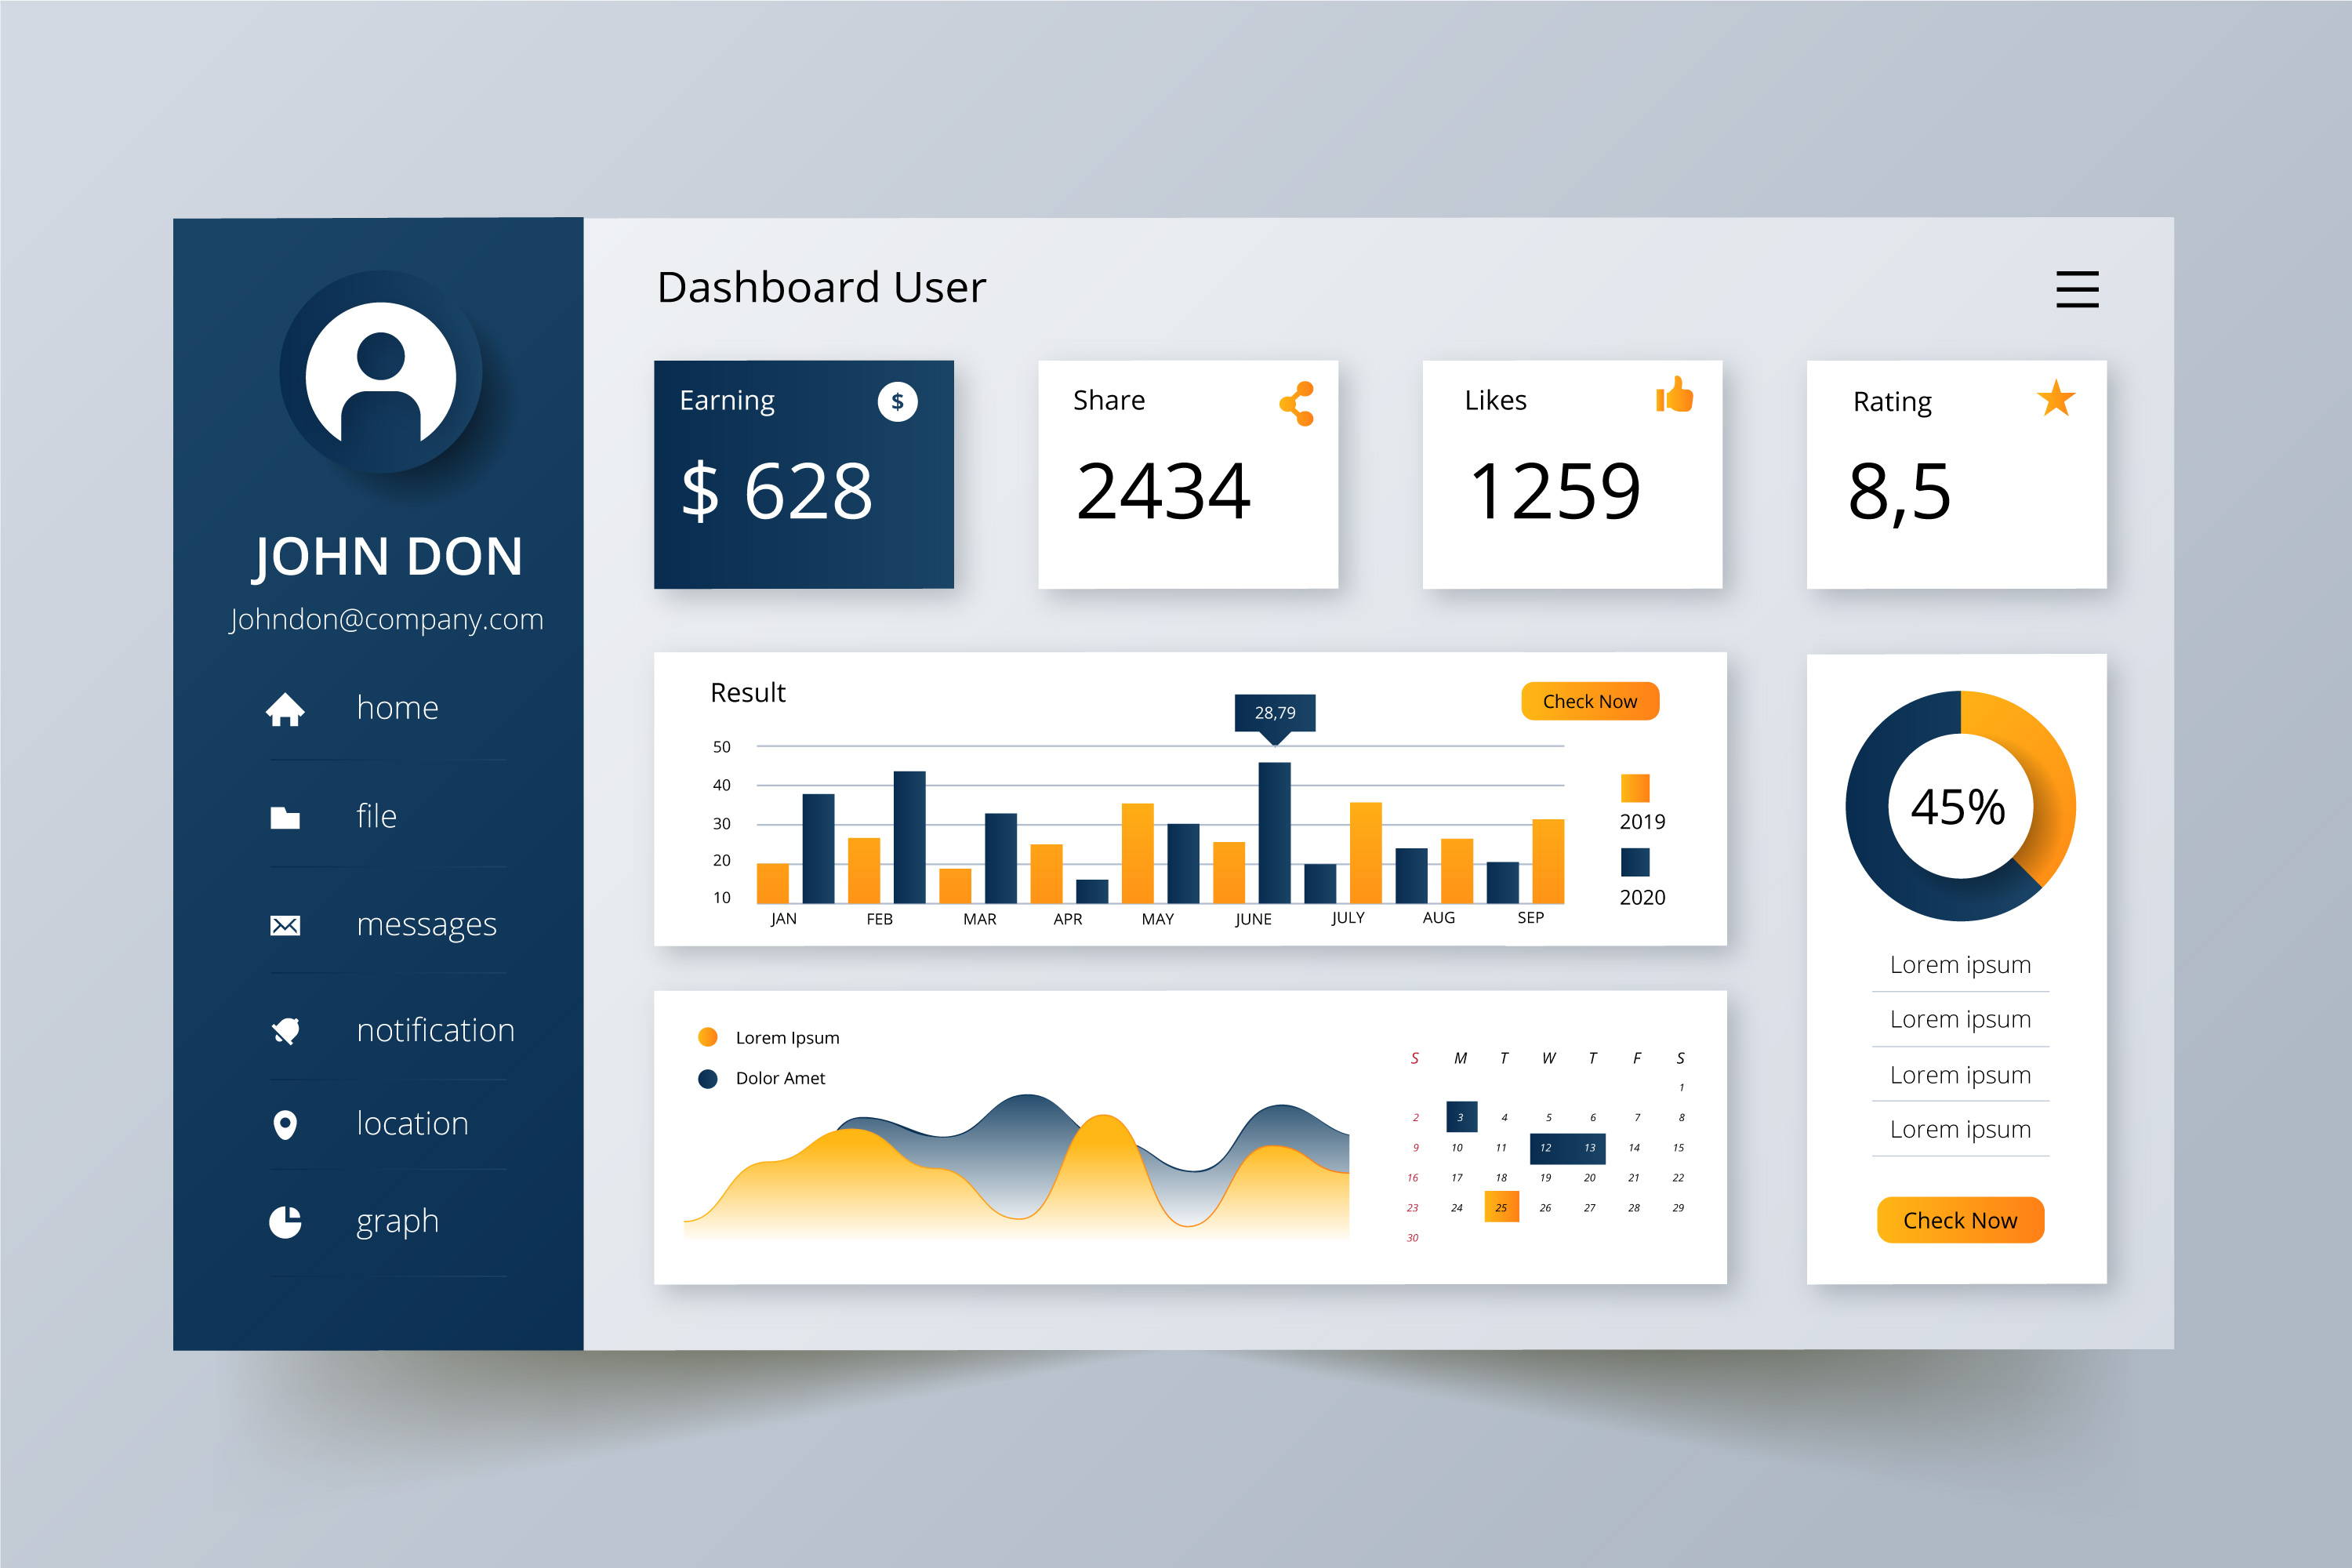 JOHN DON
Johndon@company.com
home
file
messages
notification
location
graph
Dashboard User
Earning
$
$ 628
Share
2434
Likes
1259
Rating
8,5
Result
28,79
Check Now
50
40
30
20
10
JAN FEB MAR APR MAY JUNE JULY AUG SEP
2019
2020
Lorem Ipsum
Dolor Amet
S M T W T F S
1
2 3 4 5 6 7 8
9 10 11 12 13 14 15
16 17 18 19 20 21 22
23 24 25 26 27 28 29
30
45%
Lorem ipsum
Lorem ipsum
Lorem ipsum
Lorem ipsum
Check Now